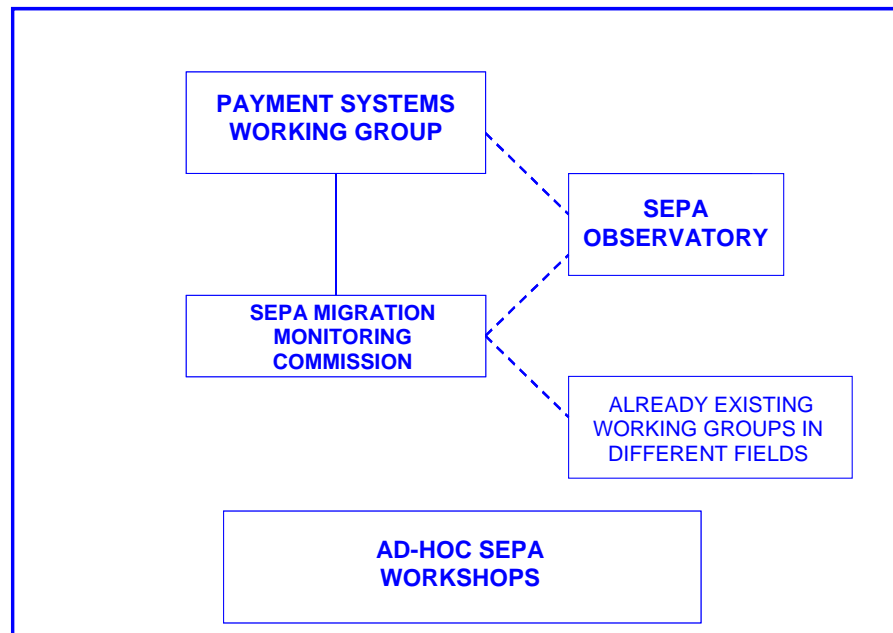 PAYMENT SYSTEMS
WORKING GROUP
SEPA
OBSERVATORY
SEPA MIGRATION
MONITORING
COMMISSION
ALREADY EXISTING
WORKING GROUPS IN
DIFFERENT FIELDS
AD-HOC SEPA
WORKSHOPS